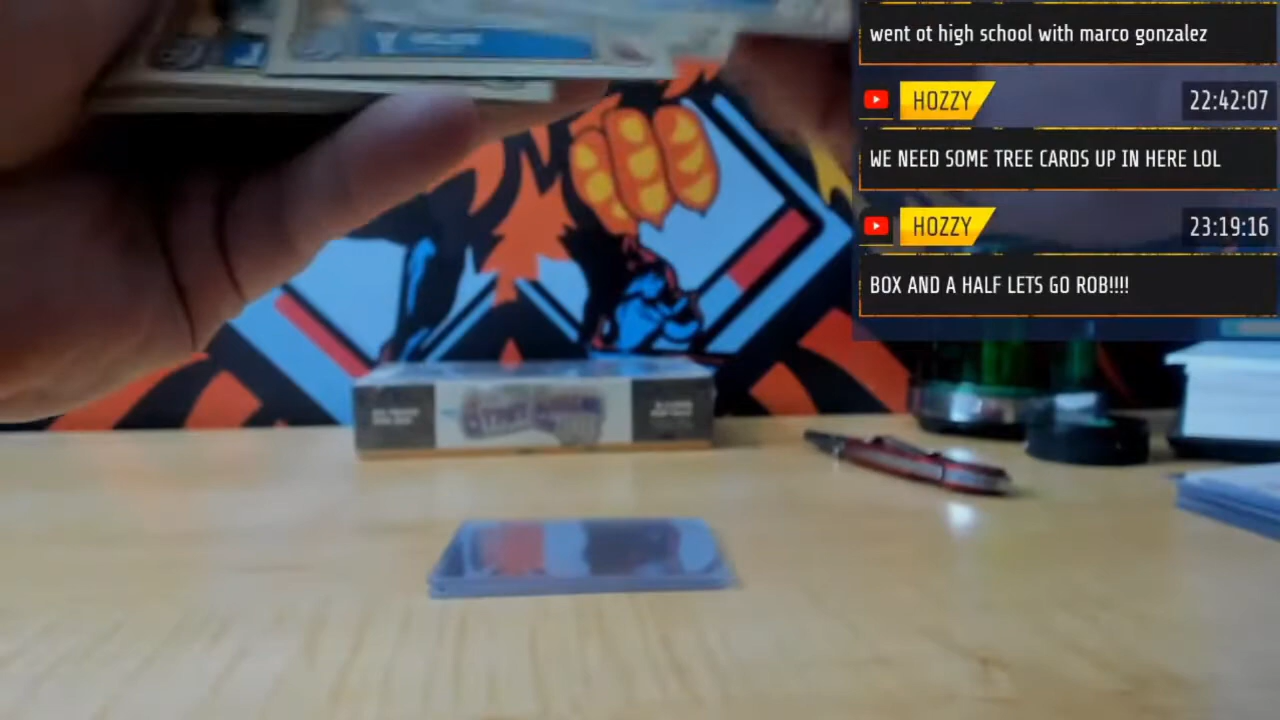 went ot high school with marco gonzalez
HOZZY 22:42:07
WE NEED SOME TREE CARDS UP IN HERE LOL
HOZZY 23:19:16
BOX AND A HALF LETS GO ROB!!!!